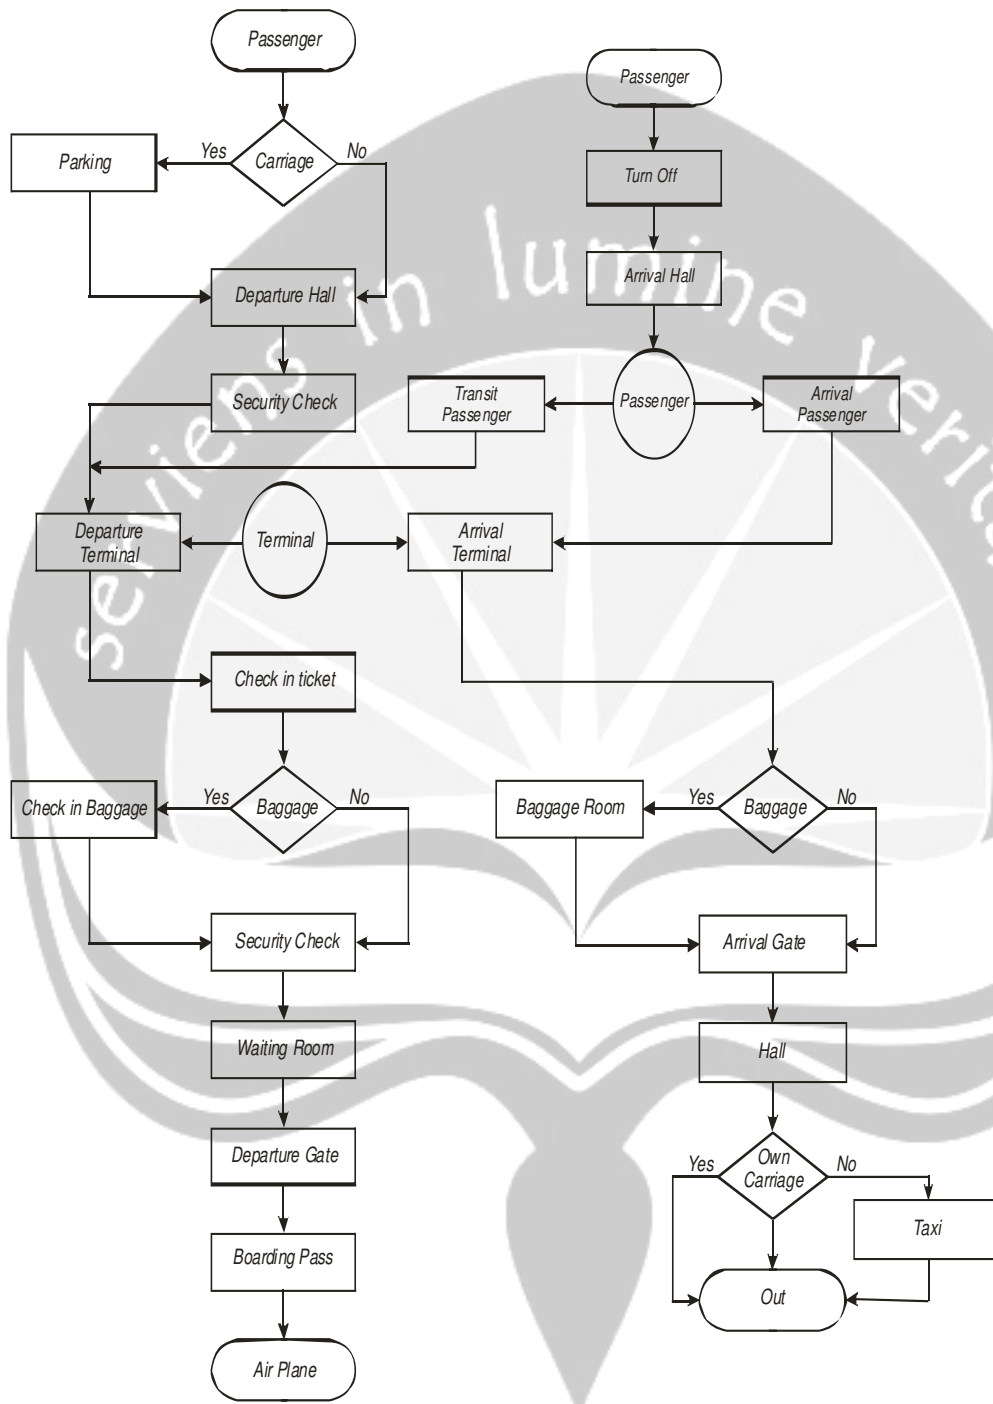 Passenger
Passenger
Carriage
Yes
No
Parking
Turn Off
Arrival Hall
Departure Hall
Security Check
Transit
Passenger
Passenger
Arrival
Passenger
Departure
Terminal
Terminal
Arrival
Terminal
Check in ticket
Check in Baggage
Yes
Baggage
No
Baggage Room
Yes
Baggage
No
Security Check
Arrival Gate
Waiting Room
Hall
Departure Gate
Yes
Own
Carriage
No
Taxi
Boarding Pass
Out
Air Plane
serviens in lumine verita